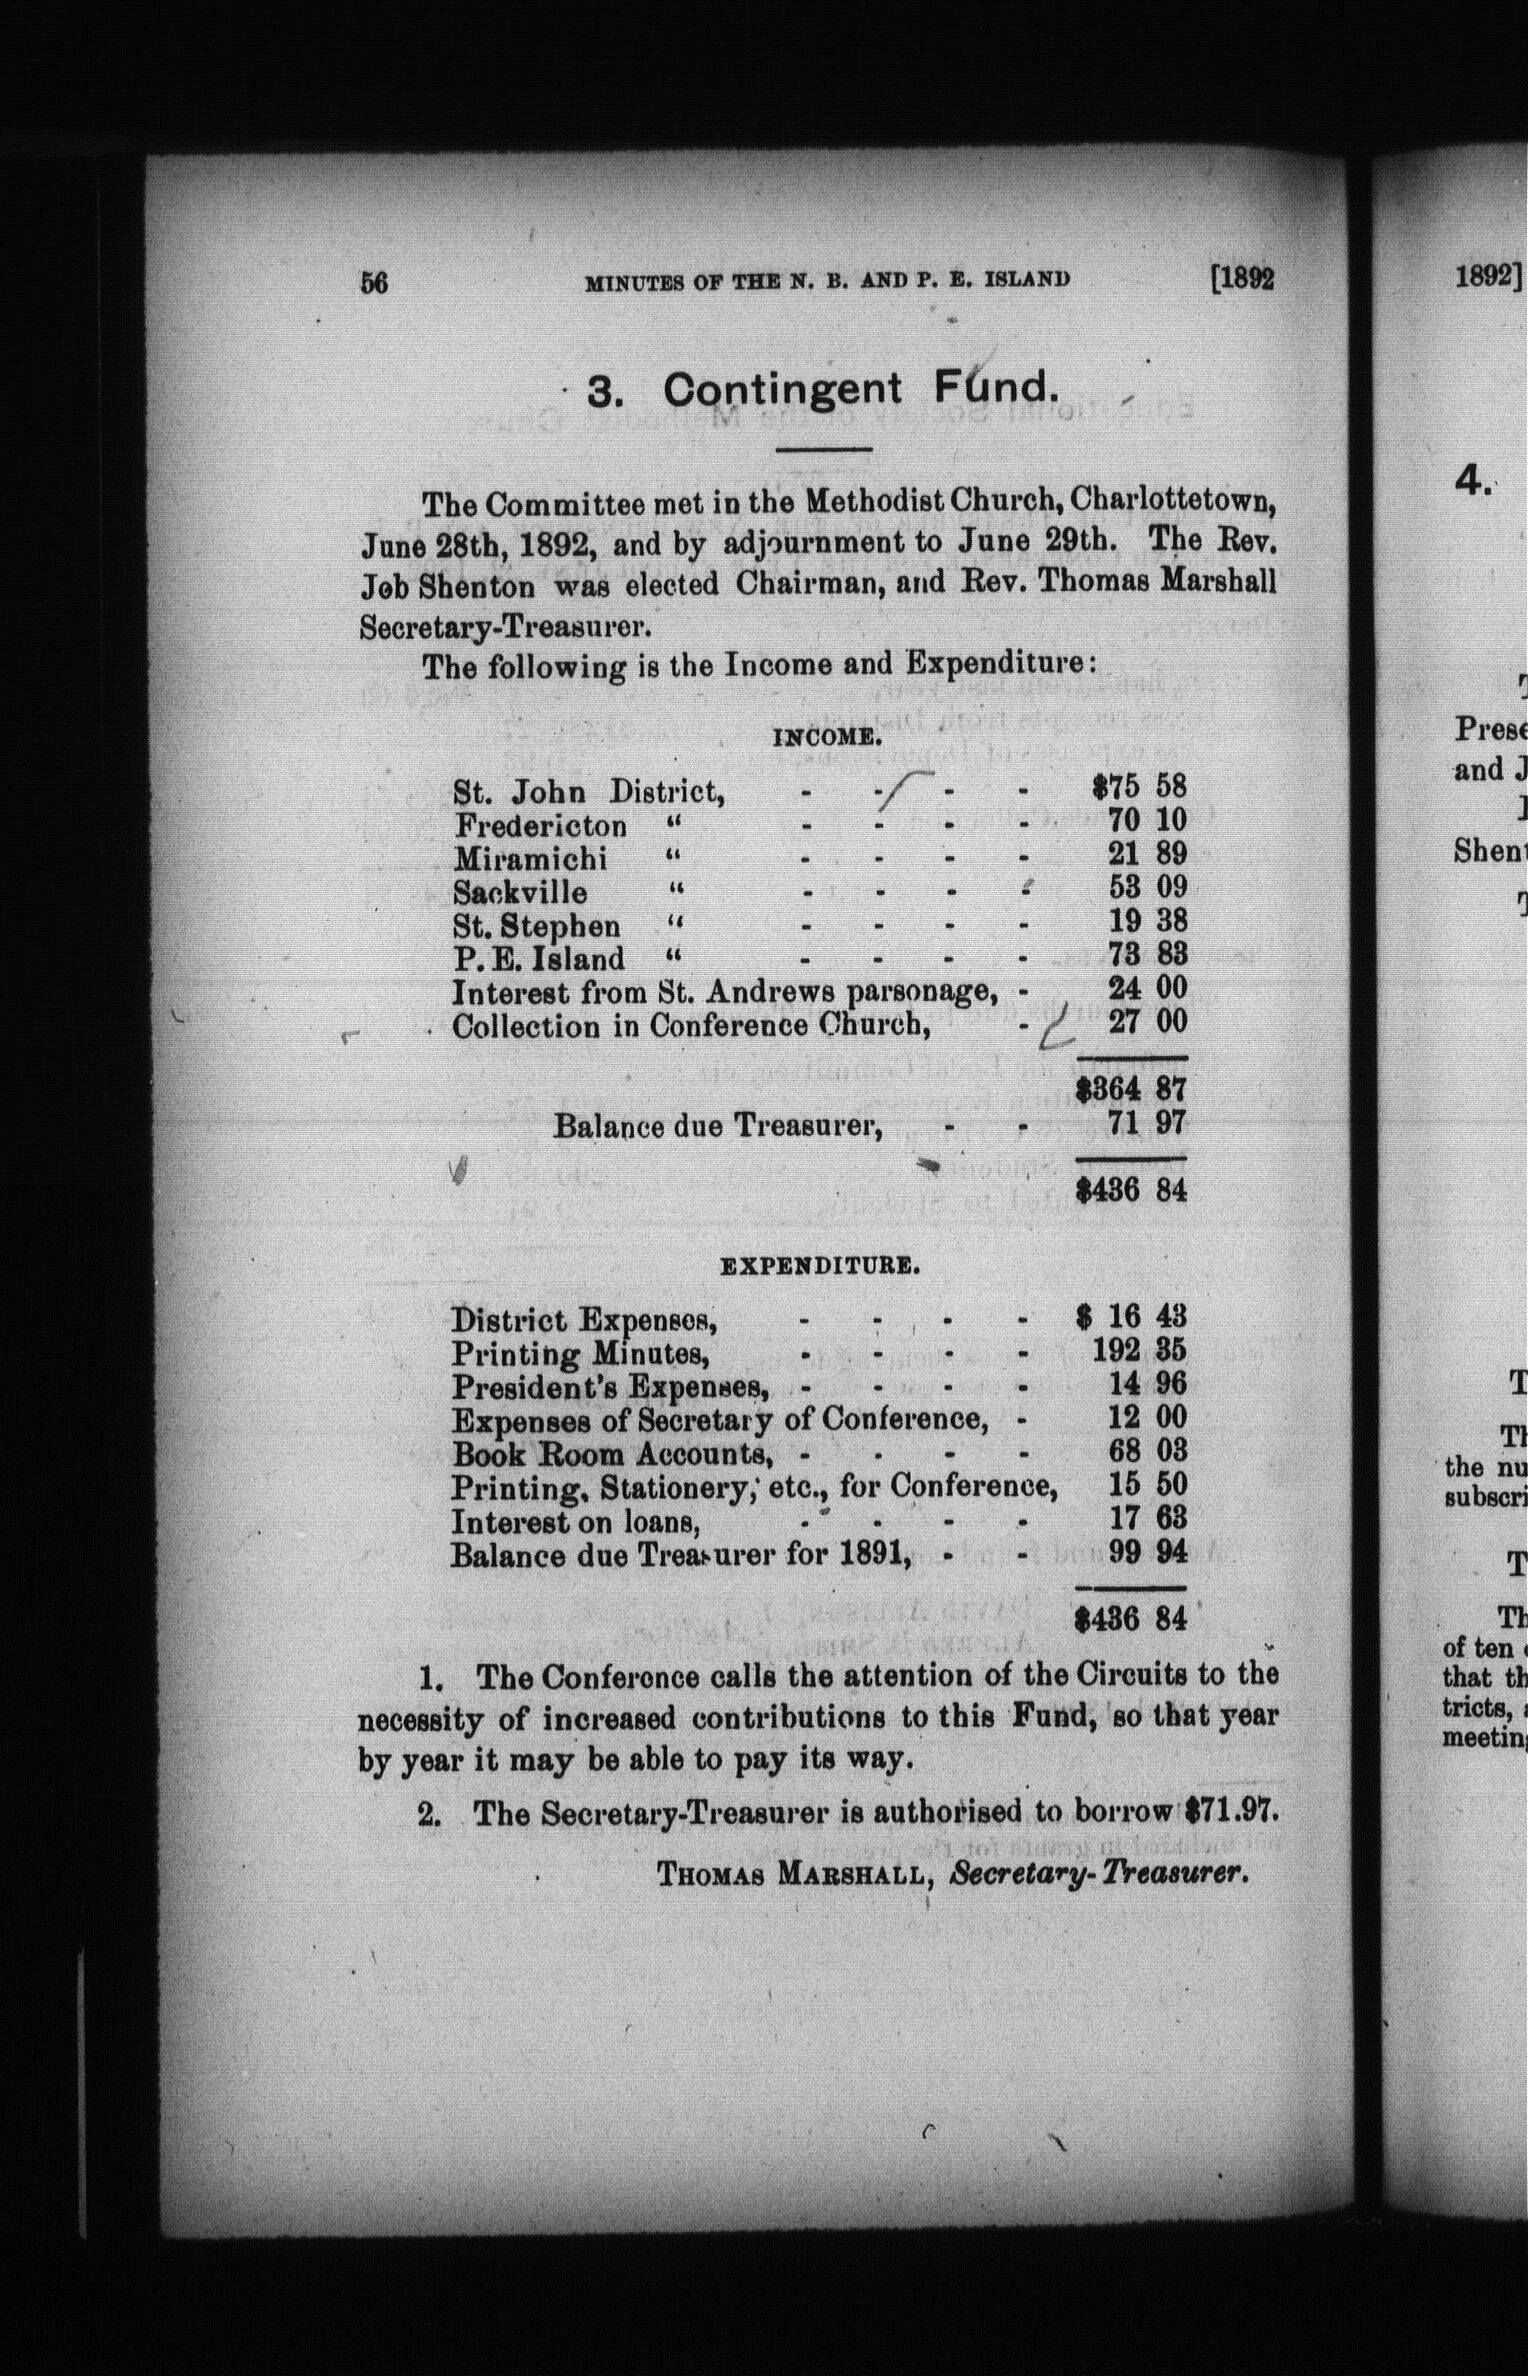 56 MINUTES OF THE N. B. AND P. E. ISLAND [1892
3. Contingent Fund.
The Committee met in the Methodist Church, Charlottetown,
June 28th, 1892, and by adjournment to June 29th. The Rev.
Job Shenton was elected Chairman, and Rev. Thomas Marshall
Secretary-Treasurer.
The following is the Income and Expenditure:
INCOME.
St. John District, - - - - $75 58
Fredericton “ - - - - 70 10
Miramichi “ - - - - 21 89
Sackville “ - - - - 53 09
St. Stephen “ - - - - 19 38
P. E. Island “ - - - - 73 83
Interest from St. Andrews parsonage, - 24 00
Collection in Conference Church, - 27 00
$364 87
Balance due Treasurer, - - 71 97
$436 84
EXPENDITURE.
District Expenses, - - - - $ 16 43
Printing Minutes, - - - - 192 35
President's Expenses, - - - - 14 96
Expenses of Secretary of Conference, - 12 00
Book Room Accounts, - - - - 68 03
Printing, Stationery, etc., for Conference, 15 50
Interest on loans, - - - - 17 63
Balance due Treasurer for 1891, - - 99 94
$436 84
1. The Conference calls the attention of the Circuits to the
necessity of increased contributions to this Fund, so that year
by year it may be able to pay its way.
2. The Secretary-Treasurer is authorised to borrow $71.97.
THOMAS MARSHALL, Secretary-Treasurer.
1892]
4.
and
the
of ten
that